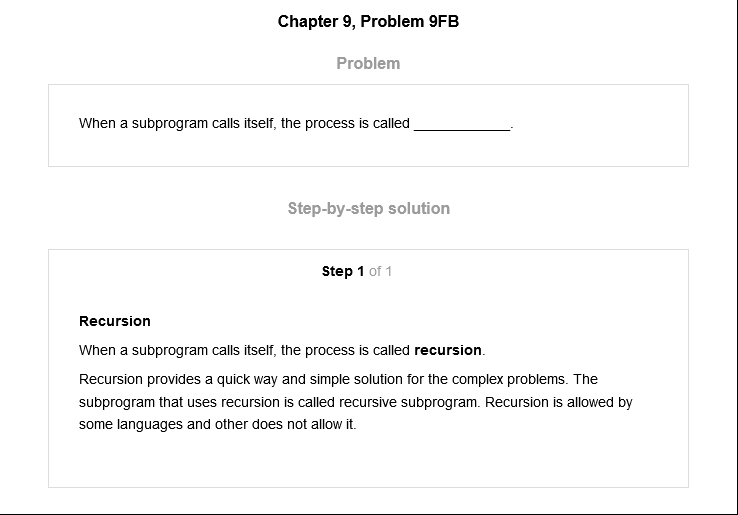 Chapter 9, Problem 9FB
Problem
When a subprogram calls itself, the process is called ____________.
Step-by-step solution
Step 1 of 1
Recursion
When a subprogram calls itself, the process is called recursion.
Recursion provides a quick way and simple solution for the complex problems. The
subprogram that uses recursion is called recursive subprogram. Recursion is allowed by
some languages and other does not allow it.